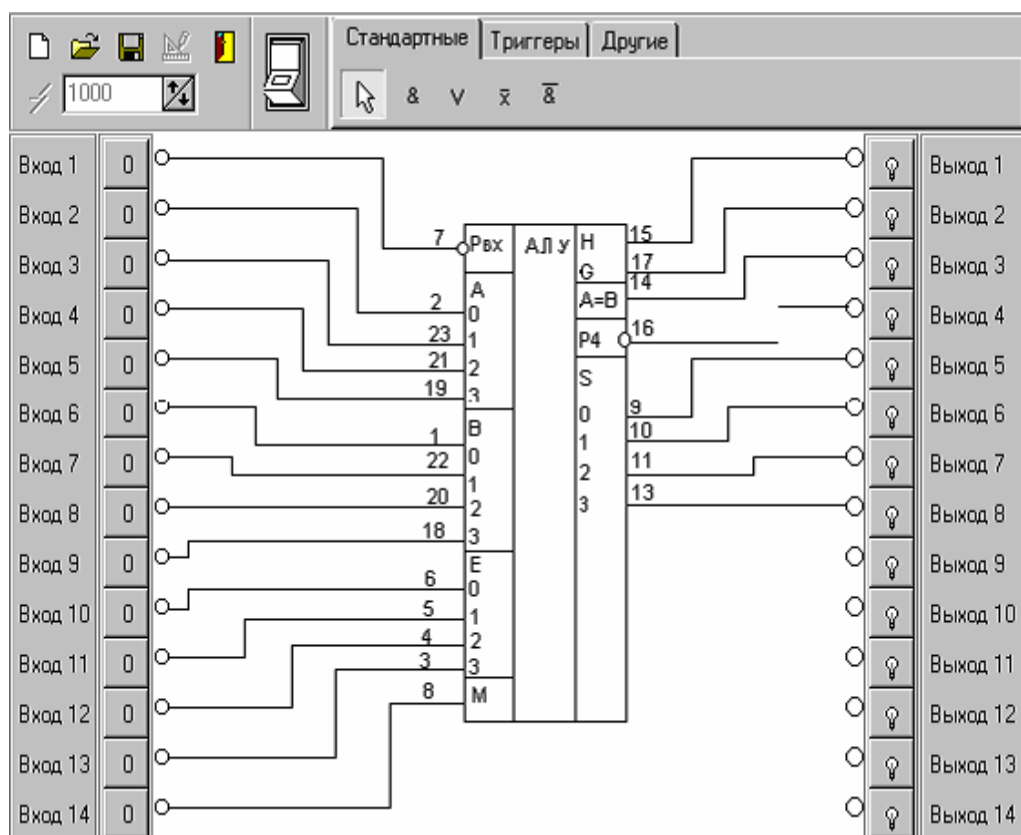 Стандартные Триггеры Другие
1000
& V x̅ &̅
Вход 1 0
Вход 2 0
Вход 3 0
Вход 4 0
Вход 5 0
Вход 6 0
Вход 7 0
Вход 8 0
Вход 9 0
Вход 10 0
Вход 11 0
Вход 12 0
Вход 13 0
Вход 14 0
7
2
23
21
19
1
22
20
18
6
5
4
3
8
Pвх
A
0
1
2
3
B
0
1
2
3
E
0
1
2
3
M
АЛУ
H
G
A=B
P4
S
0
1
2
3
15
17
14
16
9
10
11
13
Выход 1
Выход 2
Выход 3
Выход 4
Выход 5
Выход 6
Выход 7
Выход 8
Выход 9
Выход 10
Выход 11
Выход 12
Выход 13
Выход 14